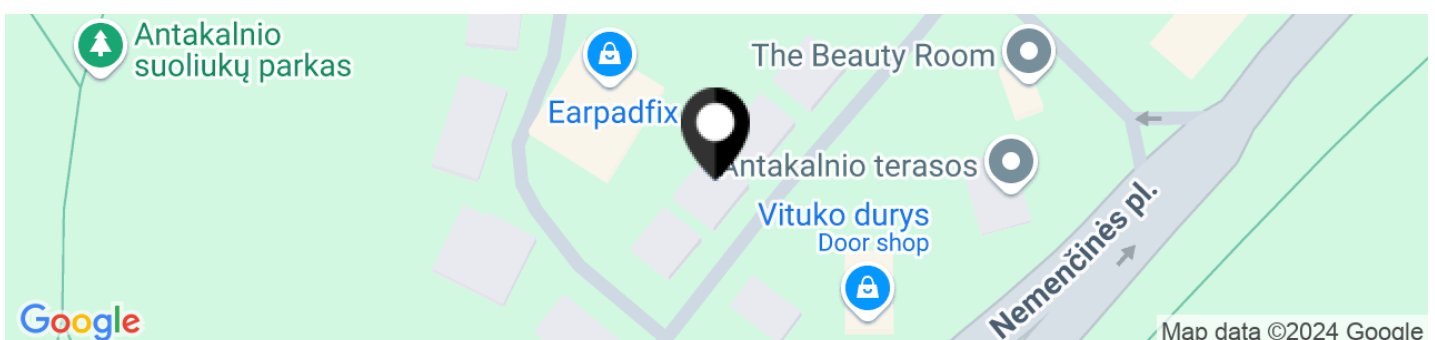 Antakalnio
suoliukų parkas
The Beauty Room
Earpadfix
Antakalnio terasos
Vituko durys
Door shop
Nemenčinės pl.
Google
Map data ©2024 Google